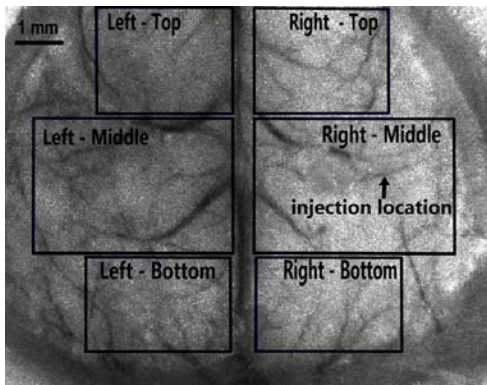 Left - Top
Right - Top
1 mm
Left - Middle
Right - Middle
injection location
Left - Bottom
Right - Bottom